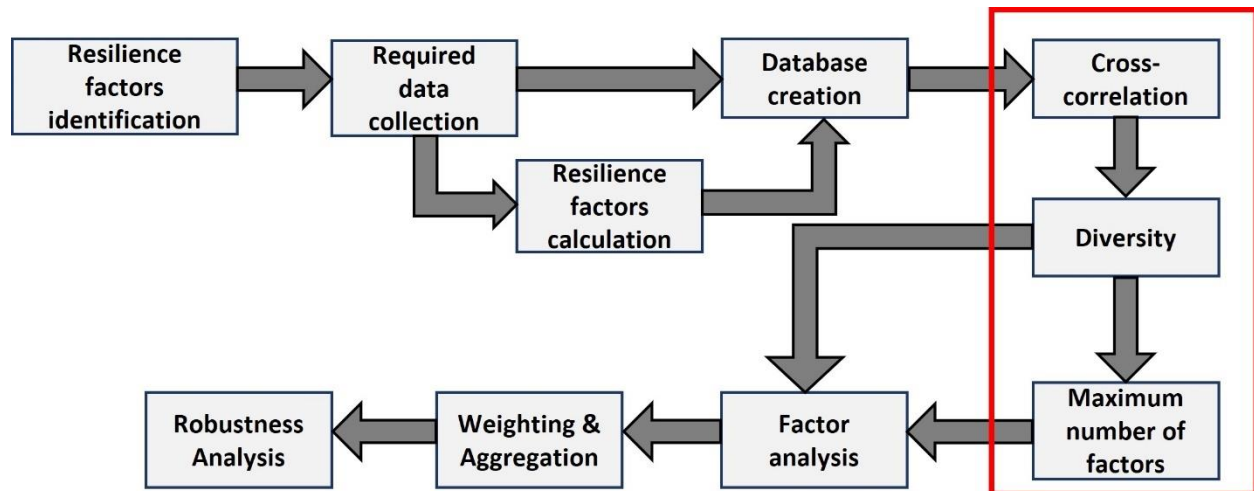 Resilience
factors
identification
Required
data
collection
Database
creation
Cross-
correlation
Resilience
factors
calculation
Diversity
Robustness
Analysis
Weighting &
Aggregation
Factor
analysis
Maximum
number of
factors